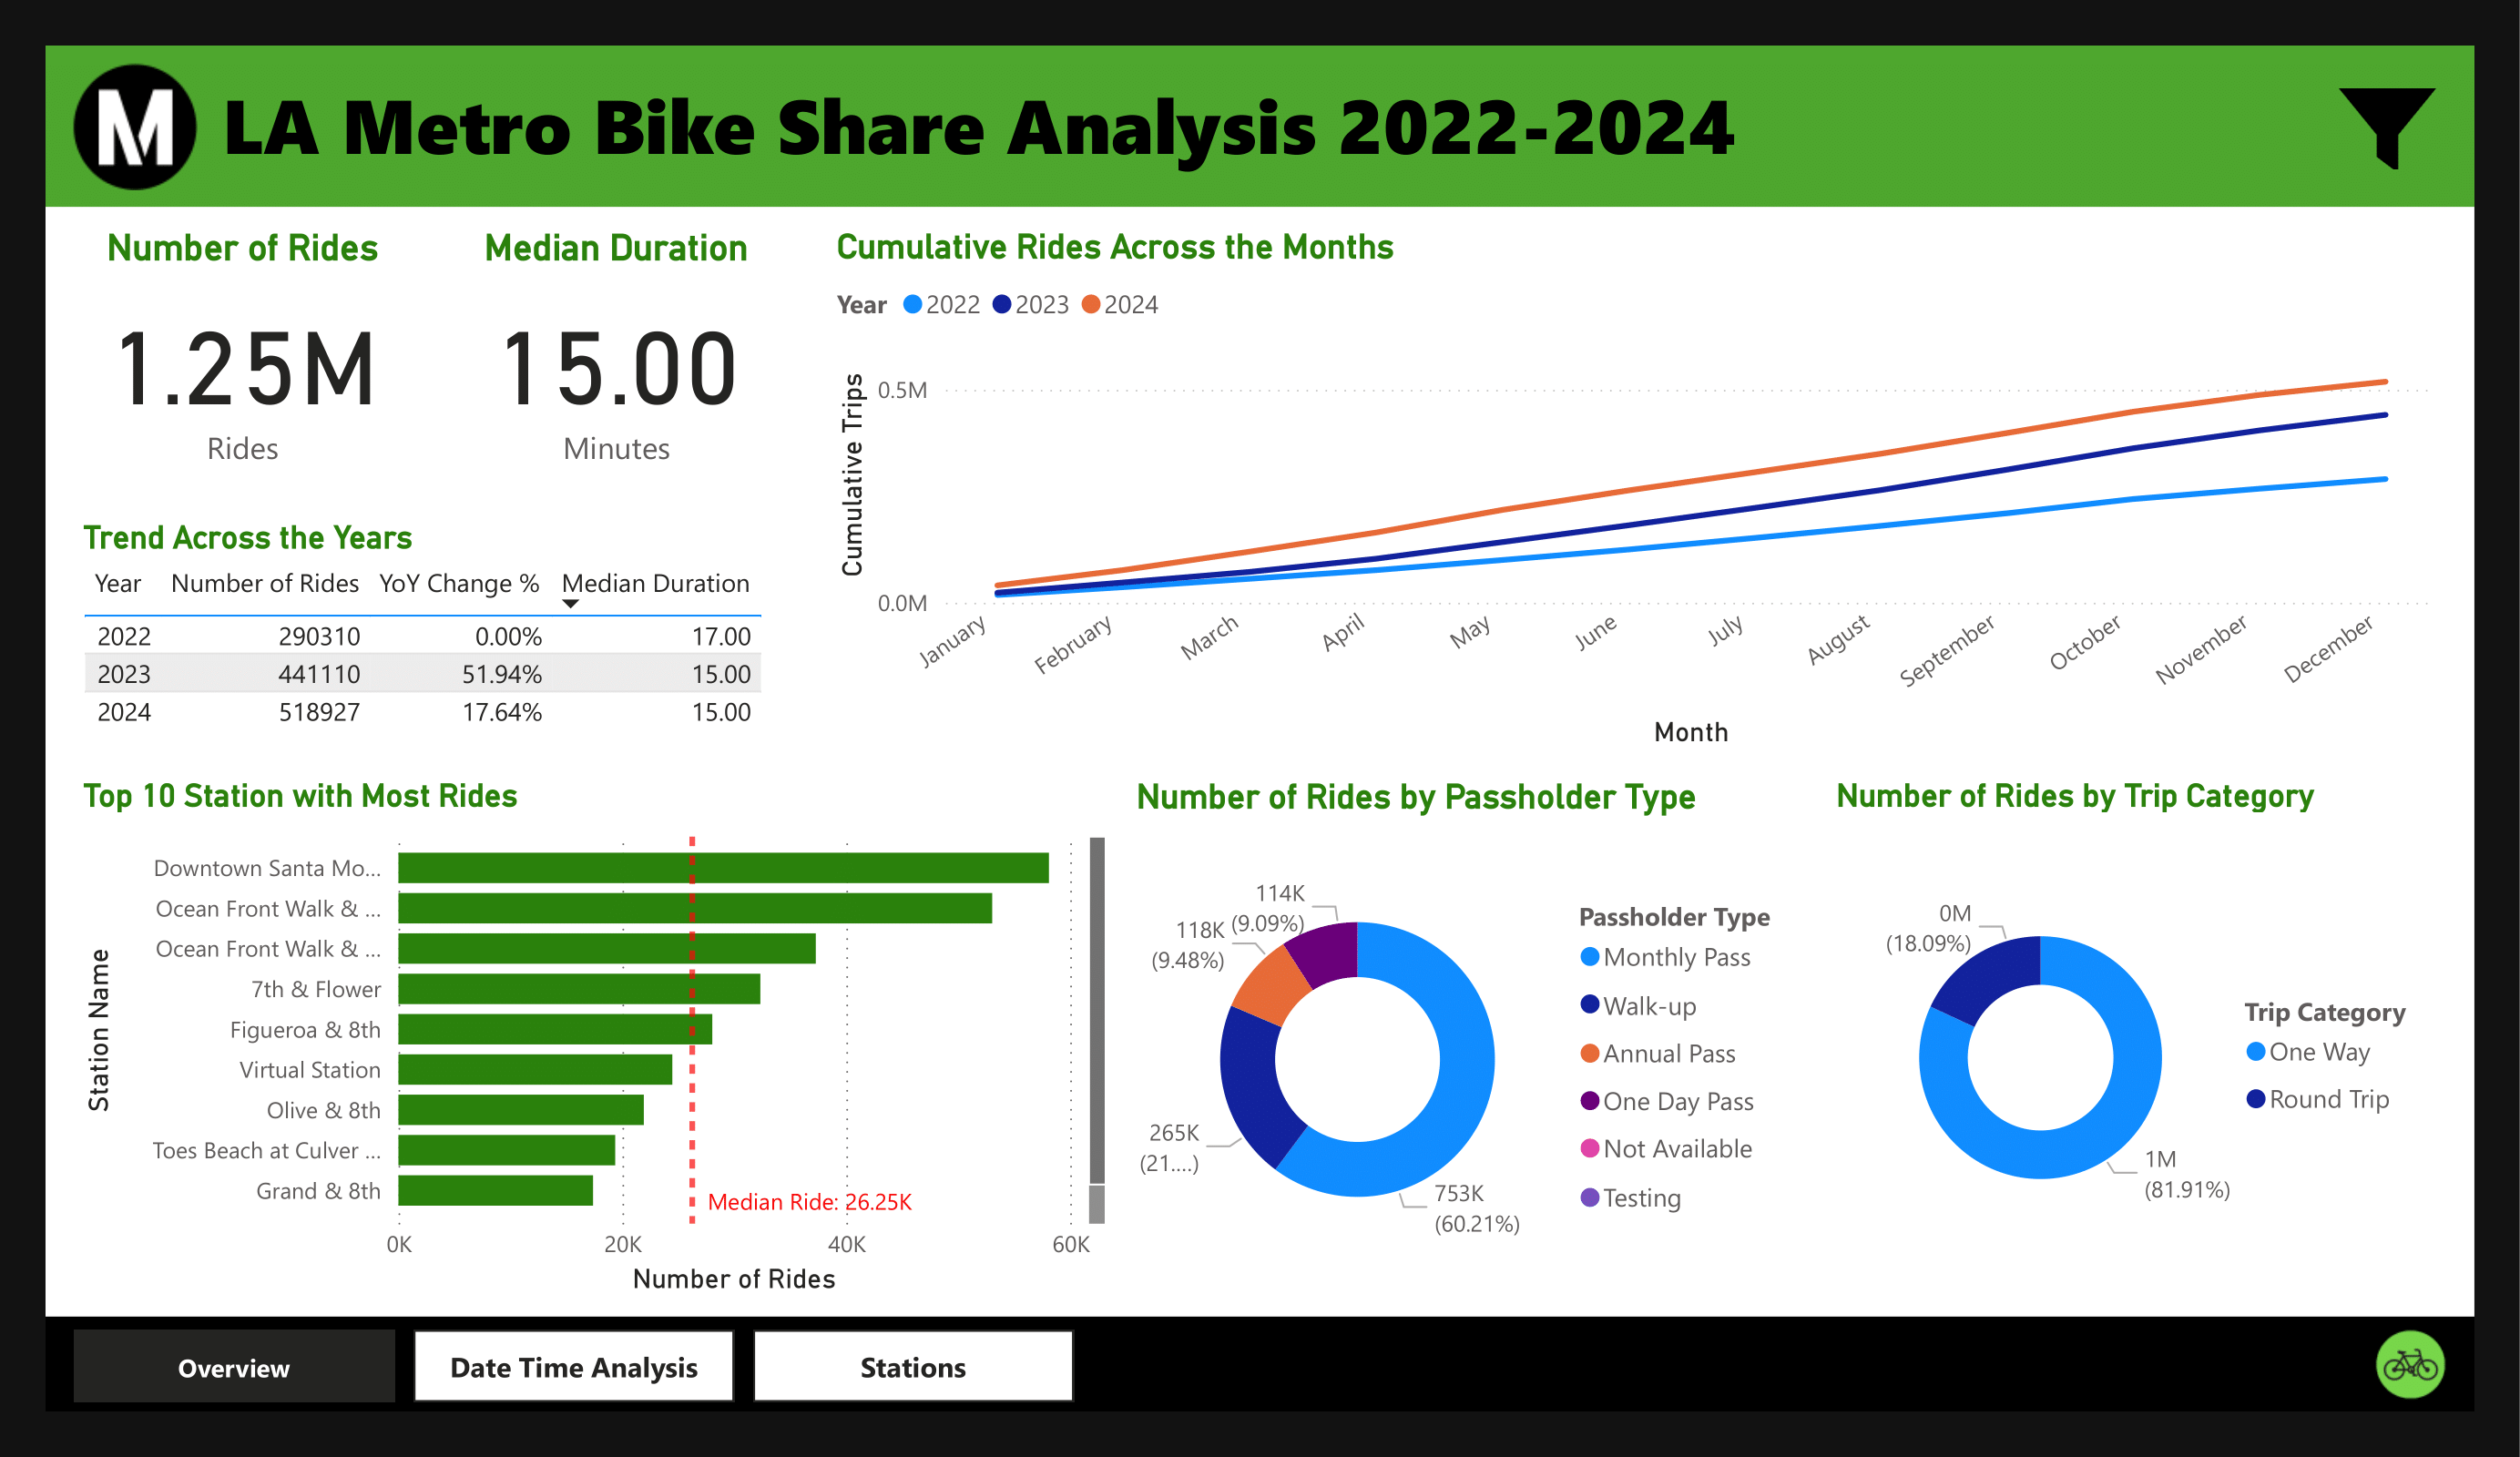 M LA Metro Bike Share Analysis 2022-2024
Number of Rides
1.25M
Rides
Median Duration
15.00
Minutes
Trend Across the Years
Year Number of Rides YoY Change % Median Duration
2022 290310 0.00% 17.00
2023 441110 51.94% 15.00
2024 518927 17.64% 15.00
Cumulative Rides Across the Months
Year 2022 2023 2024
Cumulative Trips
0.5M
0.0M
January February March April May June July August September October November December
Month
Top 10 Station with Most Rides
Station Name
Downtown Santa Mo...
Ocean Front Walk & ...
Ocean Front Walk & ...
7th & Flower
Figueroa & 8th
Virtual Station
Olive & 8th
Toes Beach at Culver ...
Grand & 8th
Median Ride: 26.25K
0K 20K 40K 60K
Number of Rides
Number of Rides by Passholder Type
114K
(9.09%)
118K
(9.48%)
265K
(21....)
753K
(60.21%)
Passholder Type
Monthly Pass
Walk-up
Annual Pass
One Day Pass
Not Available
Testing
Number of Rides by Trip Category
0M
(18.09%)
1M
(81.91%)
Trip Category
One Way
Round Trip
Overview Date Time Analysis Stations